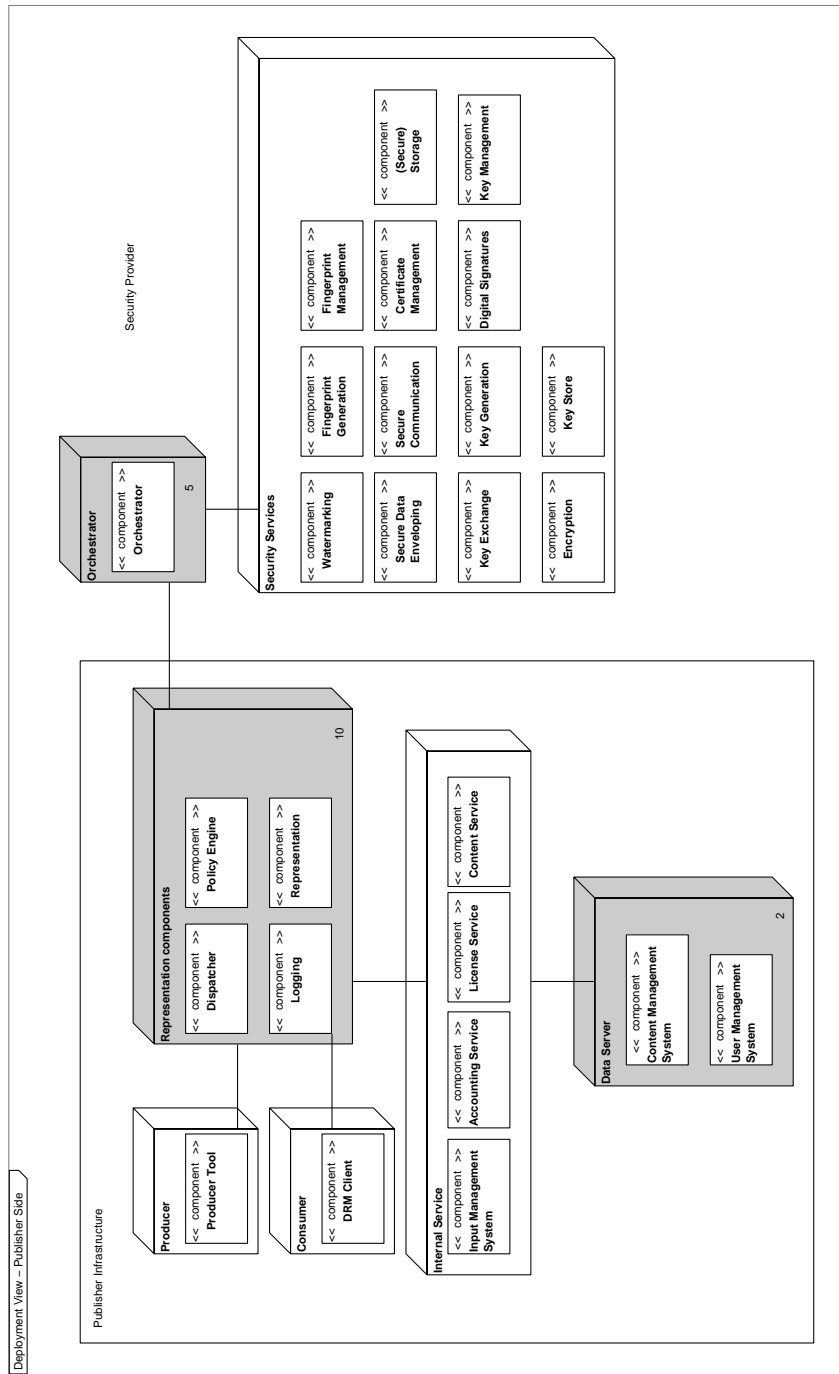 Deployment View – Publisher Side
Publisher Infrastructure
Producer
<< component >>
Producer Tool
Consumer
<< component >>
DRM Client
Representation components
<< component >>
Dispatcher
<< component >>
Policy Engine
<< component >>
Logging
<< component >>
Representation
10
Internal Service
<< component >>
Input Management
System
<< component >>
Accounting Service
<< component >>
License Service
<< component >>
Content Service
Data Server
<< component >>
Content Management
System
<< component >>
User Management
System
2
Orchestrator
<< component >>
Orchestrator
5
Security Provider
Security Services
<< component >>
Watermarking
<< component >>
Fingerprint
Generation
<< component >>
Fingerprint
Management
<< component >>
Secure Data
Enveloping
<< component >>
Secure
Communication
<< component >>
Certificate
Management
<< component >>
(Secure)
Storage
<< component >>
Key Exchange
<< component >>
Key Generation
<< component >>
Digital Signatures
<< component >>
Key Management
<< component >>
Encryption
<< component >>
Key Store